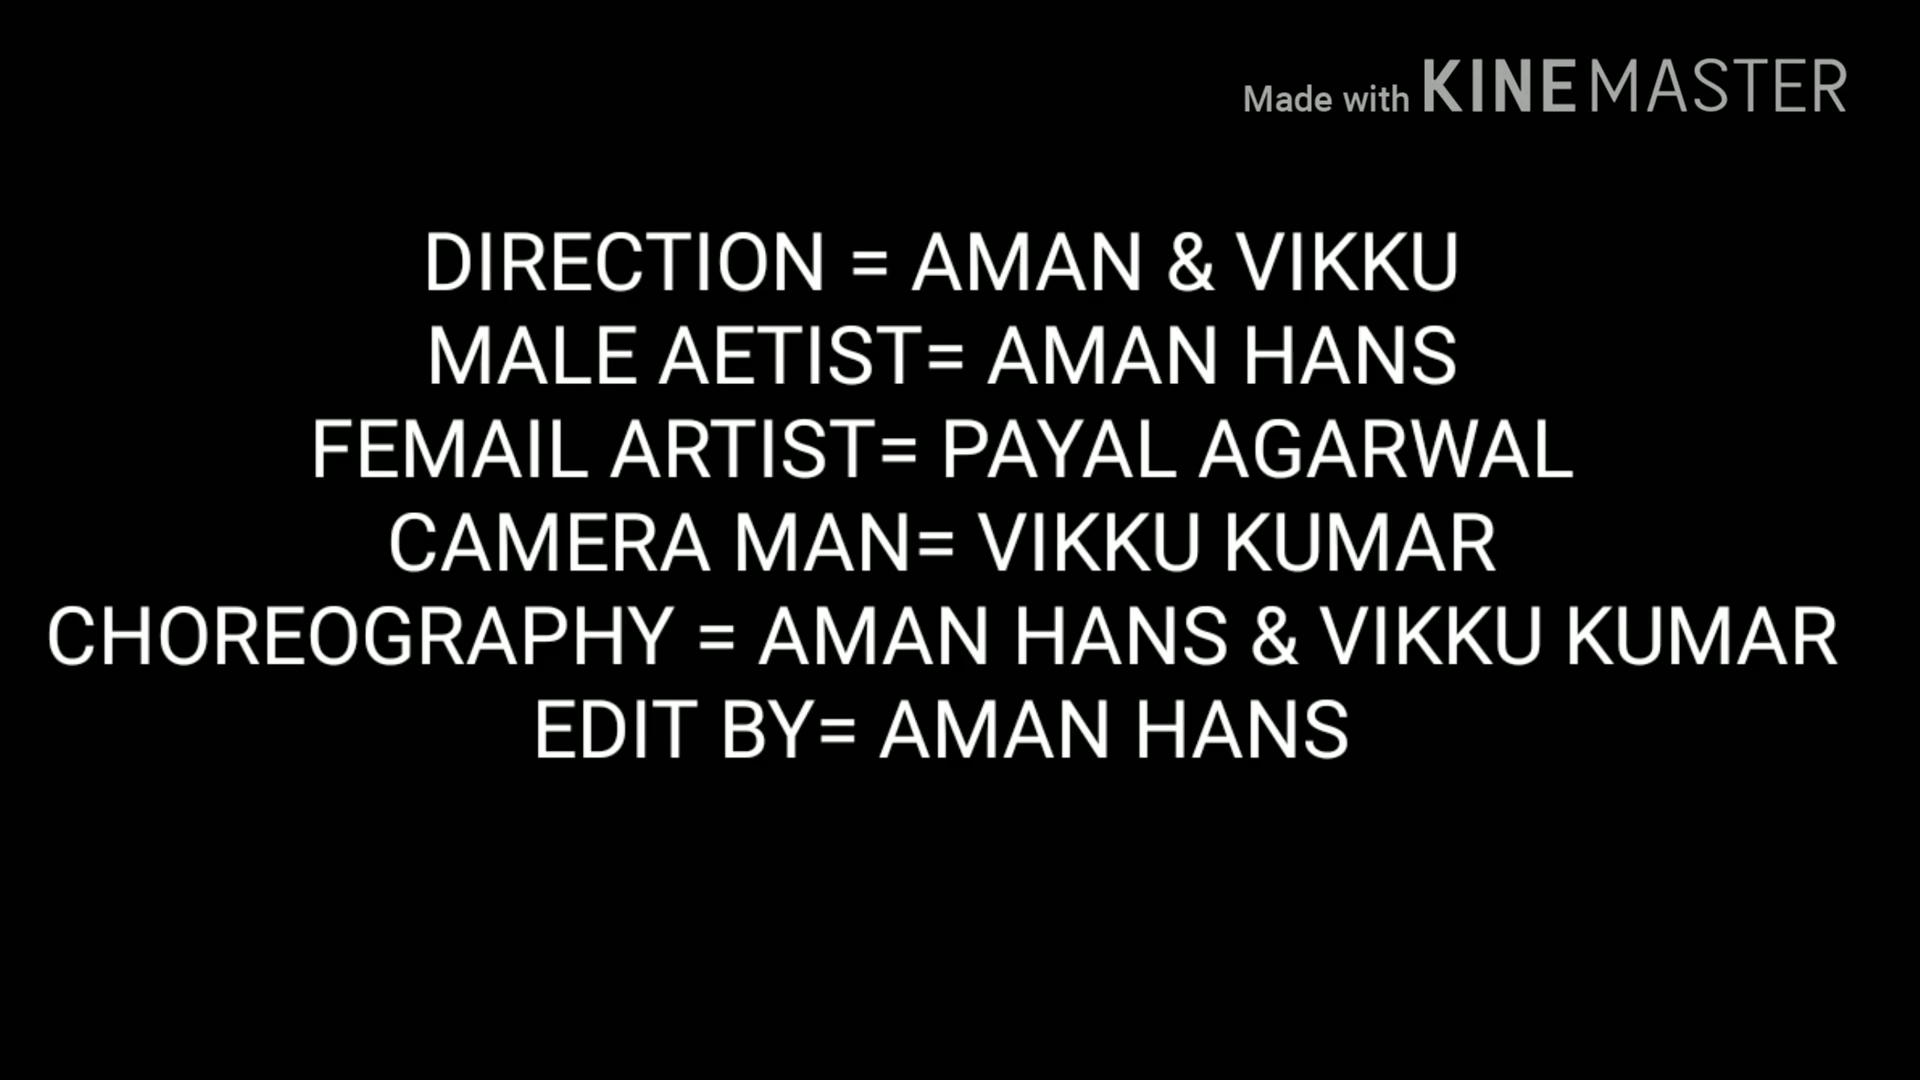 Made with KINEMASTER
DIRECTION = AMAN & VIKKU
MALE AETIST= AMAN HANS
FEMAIL ARTIST= PAYAL AGARWAL
CAMERA MAN= VIKKU KUMAR
CHOREOGRAPHY = AMAN HANS & VIKKU KUMAR
EDIT BY= AMAN HANS